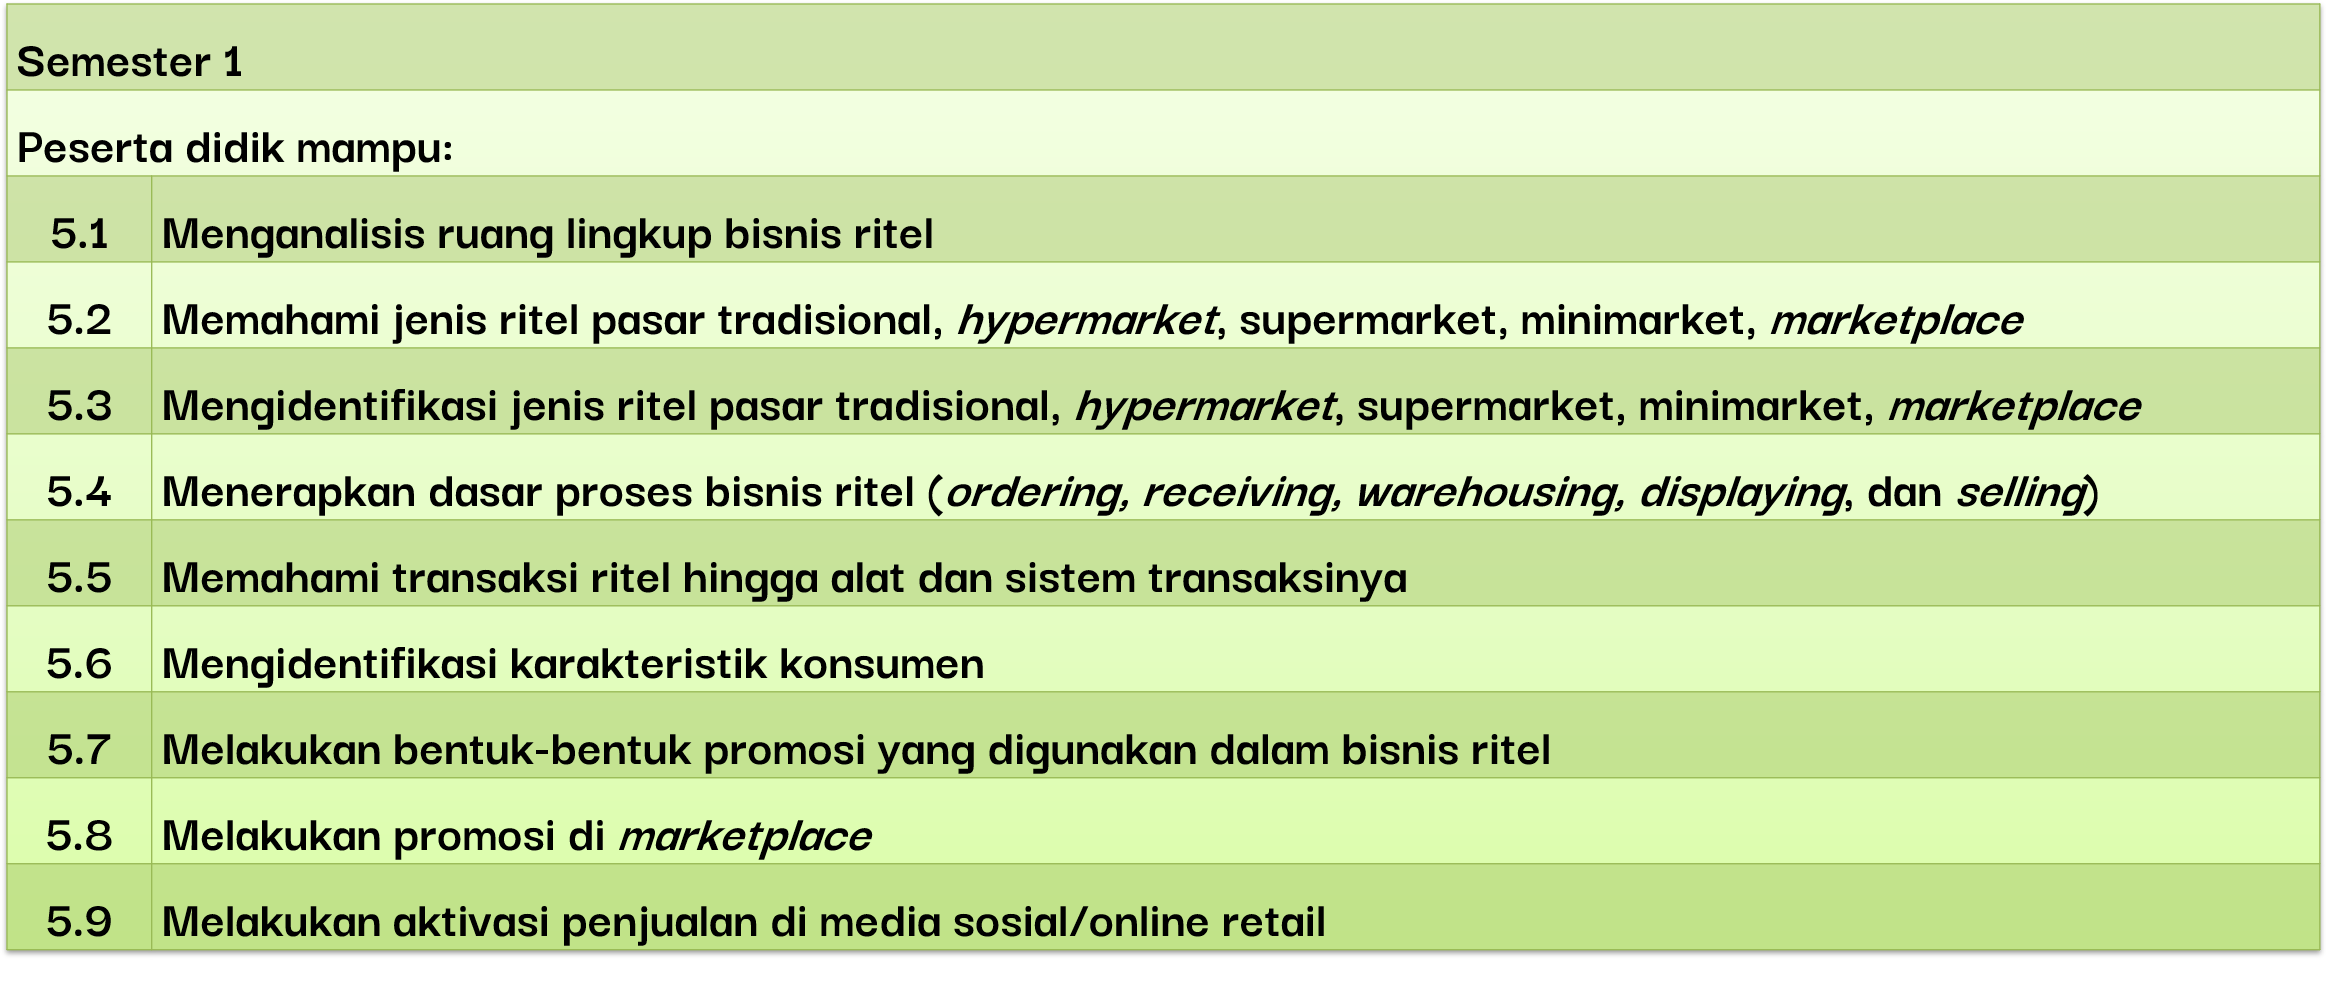 Semester 1
Peserta didik mampu:
5.1 Menganalisis ruang lingkup bisnis ritel
5.2 Memahami jenis ritel pasar tradisional, hypermarket, supermarket, minimarket, marketplace
5.3 Mengidentifikasi jenis ritel pasar tradisional, hypermarket, supermarket, minimarket, marketplace
5.4 Menerapkan dasar proses bisnis ritel (ordering, receiving, warehousing, displaying, dan selling)
5.5 Memahami transaksi ritel hingga alat dan sistem transaksinya
5.6 Mengidentifikasi karakteristik konsumen
5.7 Melakukan bentuk-bentuk promosi yang digunakan dalam bisnis ritel
5.8 Melakukan promosi di marketplace
5.9 Melakukan aktivasi penjualan di media sosial/online retail